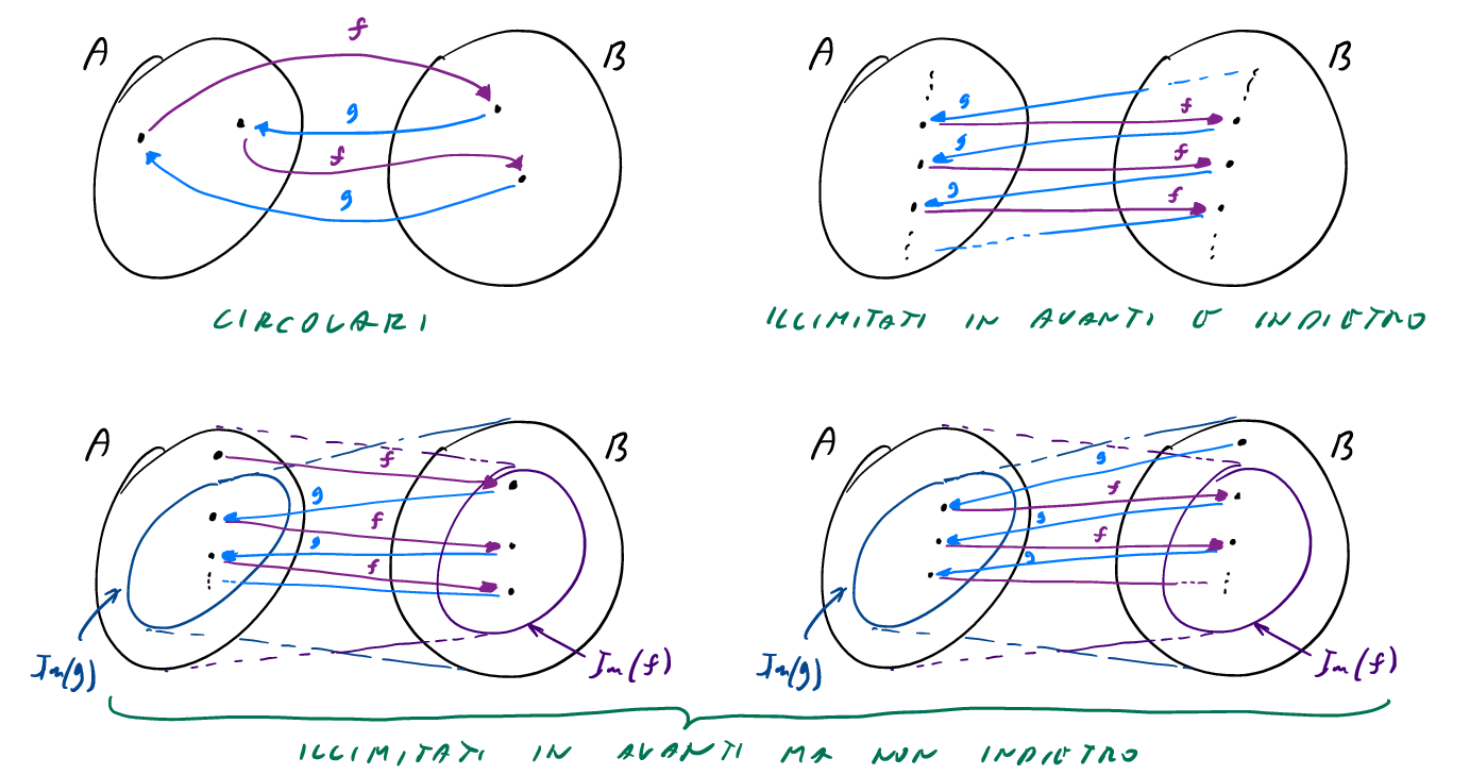 A f B A B
g g f
f g f
g g f
CIRCOLARI ILLIMITATI IN AVANTI E INDIETRO
A f B A g B
g f
f g
g f
f g
Im(g) Im(f) Im(g) Im(f)
ILLIMITATI IN AVANTI MA NON INDIETRO